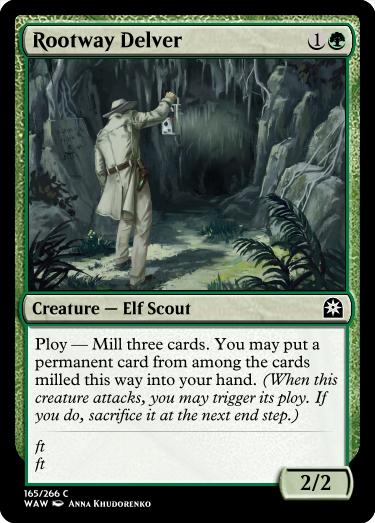 Rootway Delver 1
Creature — Elf Scout
Ploy — Mill three cards. You may put a
permanent card from among the cards
milled this way into your hand. (When this
creature attacks, you may trigger its ploy. If
you do, sacrifice it at the next end step.)
ft
ft
2/2
165/266 C
WAW Anna Khudorenko